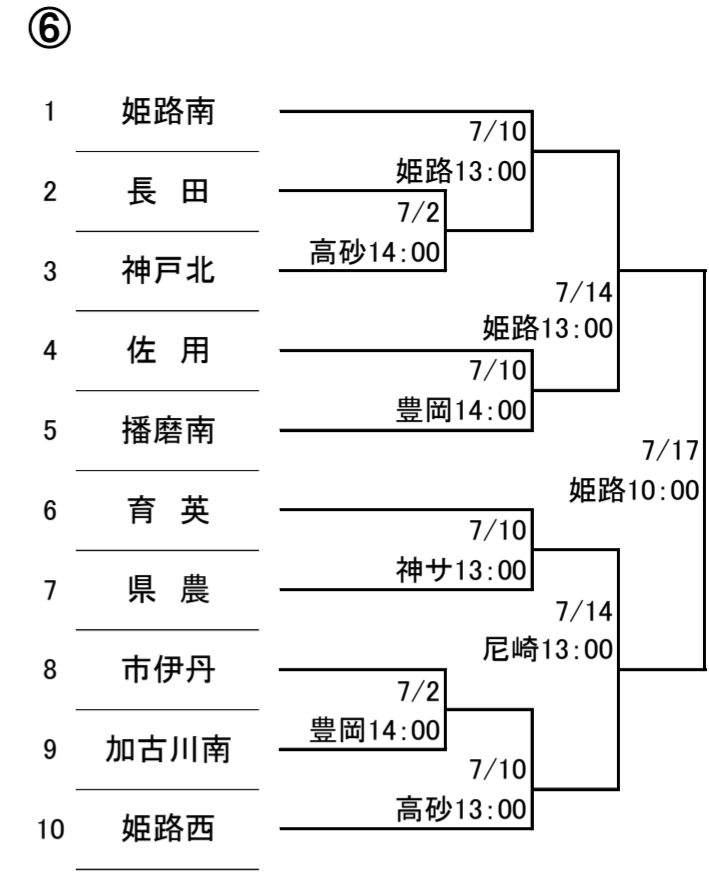 ⑥
1 姫路南
7/10
姫路13:00
2 長 田
7/2
高砂14:00
3 神戸北
7/14
姫路13:00
4 佐 用
7/10
豊岡14:00
5 播磨南
7/17
姫路10:00
6 育 英
7/10
神サ13:00
7 県 農
7/14
尼崎13:00
8 市伊丹
7/2
豊岡14:00
9 加古川南
7/10
高砂13:00
10 姫路西